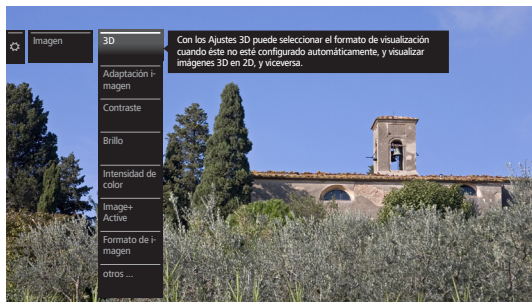 Imagen
3D
Con los Ajustes 3D puede seleccionar el formato de visualización
cuándo éste no esté configurado automáticamente, y visualizar
imágenes 3D en 2D, y viceversa.
Adaptación i-
magen
Contraste
Brillo
Intensidad de
color
Image+
Active
Formato de i-
magen
otros ...